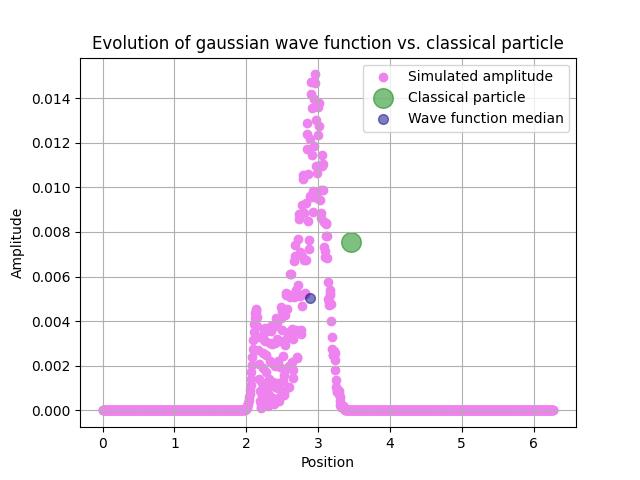 Evolution of gaussian wave function vs. classical particle
Simulated amplitude
Classical particle
Wave function median
0.014
0.012
0.010
0.008
0.006
0.004
0.002
0.000
Amplitude
0 1 2 3 4 5 6
Position